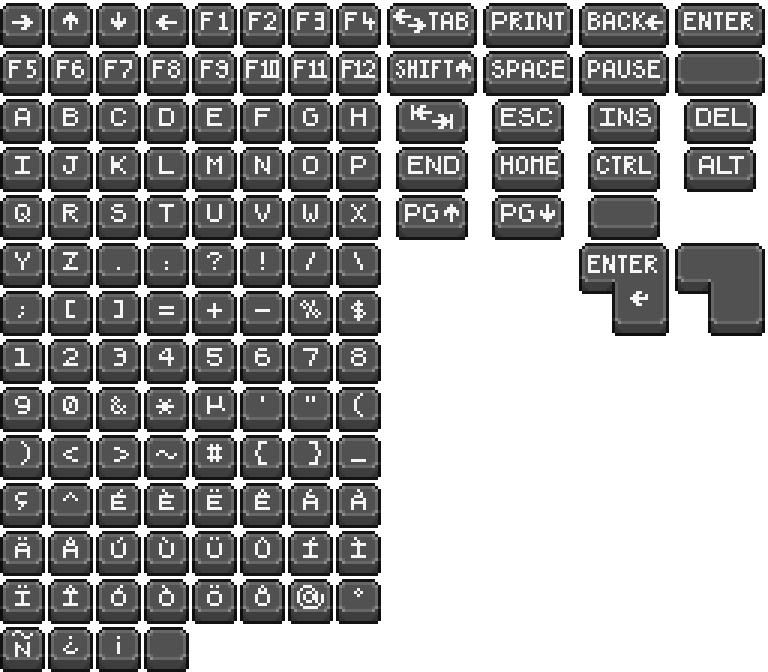 → ↑ ↓ ← F1 F2 F3 F4 ↹TAB PRINT BACK← ENTER
F5 F6 F7 F8 F9 F10 F11 F12 SHIFT↑ SPACE PAUSE
A B C D E F G H ↹ ESC INS DEL
I J K L M N O P END HOME CTRL ALT
Q R S T U V W X PG↑ PG↓
Y Z . : ? ! / \ ENTER
; [ ] = + - % $ ↵
1 2 3 4 5 6 7 8
9 0 & * µ ' " (
) < > ~ # { } _
ç ^ É È Ë Ê Á À
Ä Â Ú Ù Ü Û Í Ì
Ï Î Ó Ò Ö Ô @ °
Ñ ¿ ¡